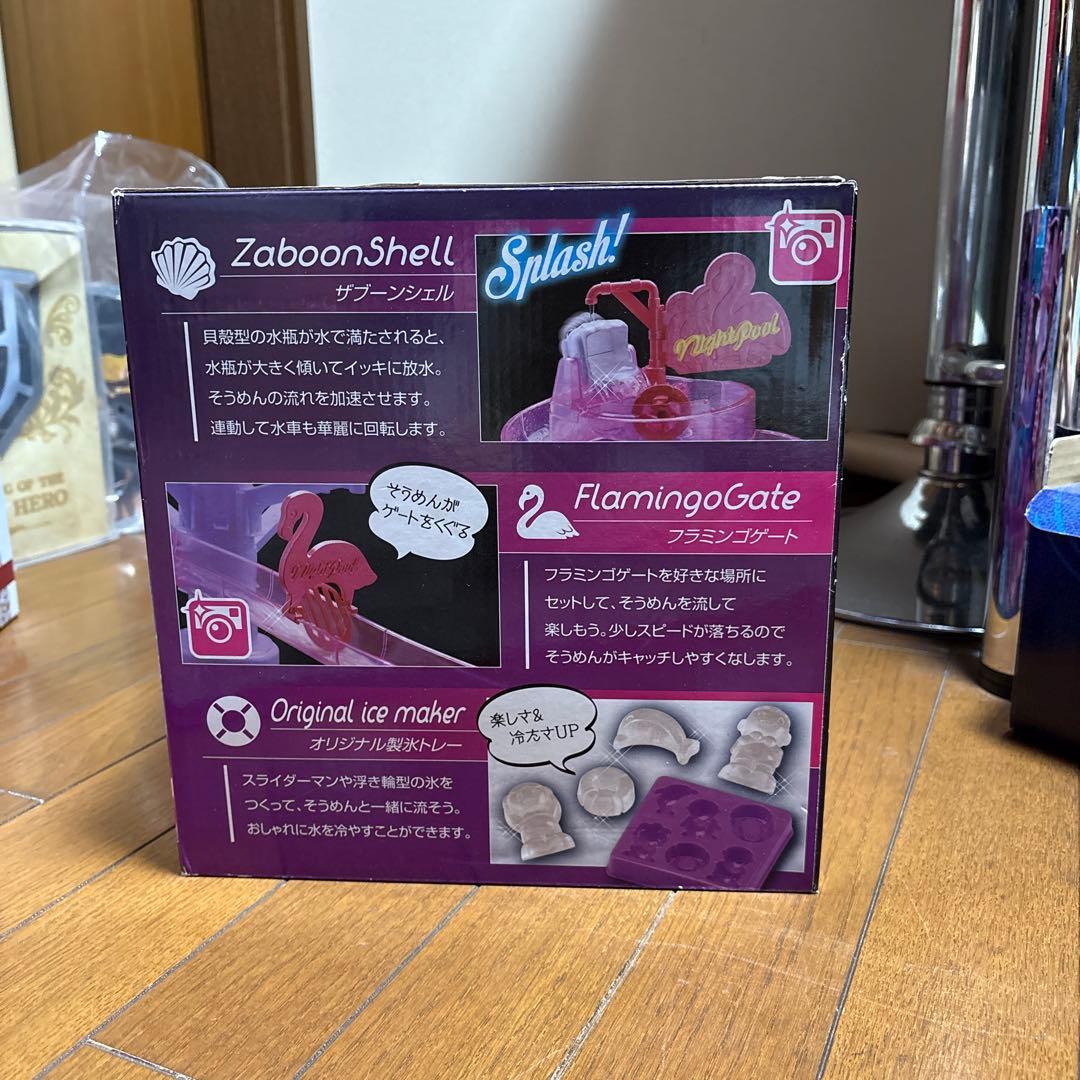 ZaboonShell
ザブーンシェル
貝殻型の水瓶が水で満たされると、
水瓶が大きく傾いてイッキに放水。
そうめんの流れを加速させます。
連動して水車も華麗に回転します。
Splash!
NightPool
そうめんが
ゲートをくぐる
NightPool
FlamingoGate
フラミンゴゲート
フラミンゴゲートを好きな場所に
セットして、そうめんを流して
楽しもう。少しスピードが落ちるので
そうめんがキャッチしやすくなします。
Original ice maker
オリジナル製氷トレー
スライダーマンや浮き輪型の氷を
つくって、そうめんと一緒に流そう。
おしゃれに水を冷やすことができます。
楽しさ&
冷たさUP
OF THE
HERO